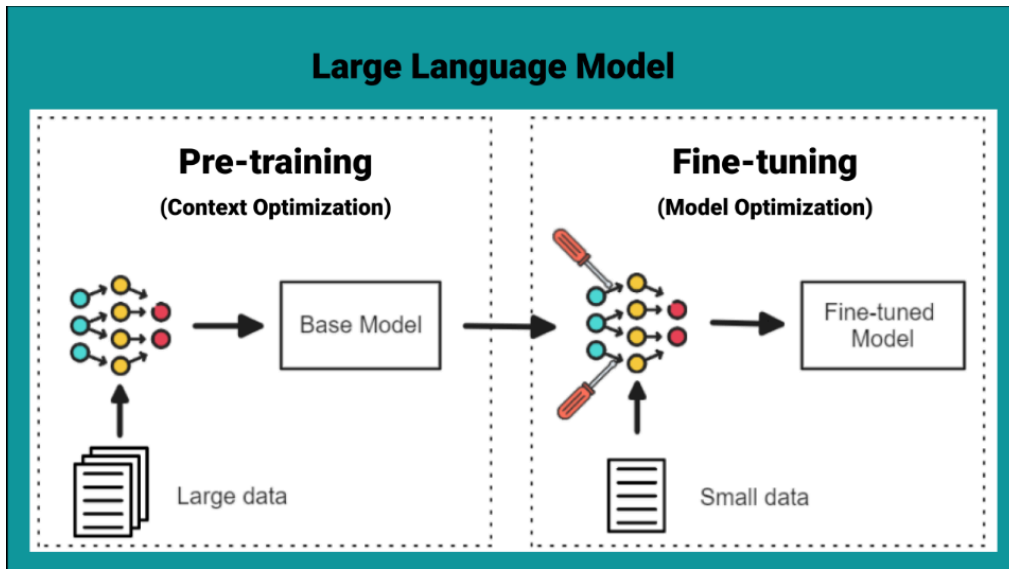 Large Language Model
Pre-training
(Context Optimization)
Base Model
Large data
Fine-tuning
(Model Optimization)
Fine-tuned
Model
Small data